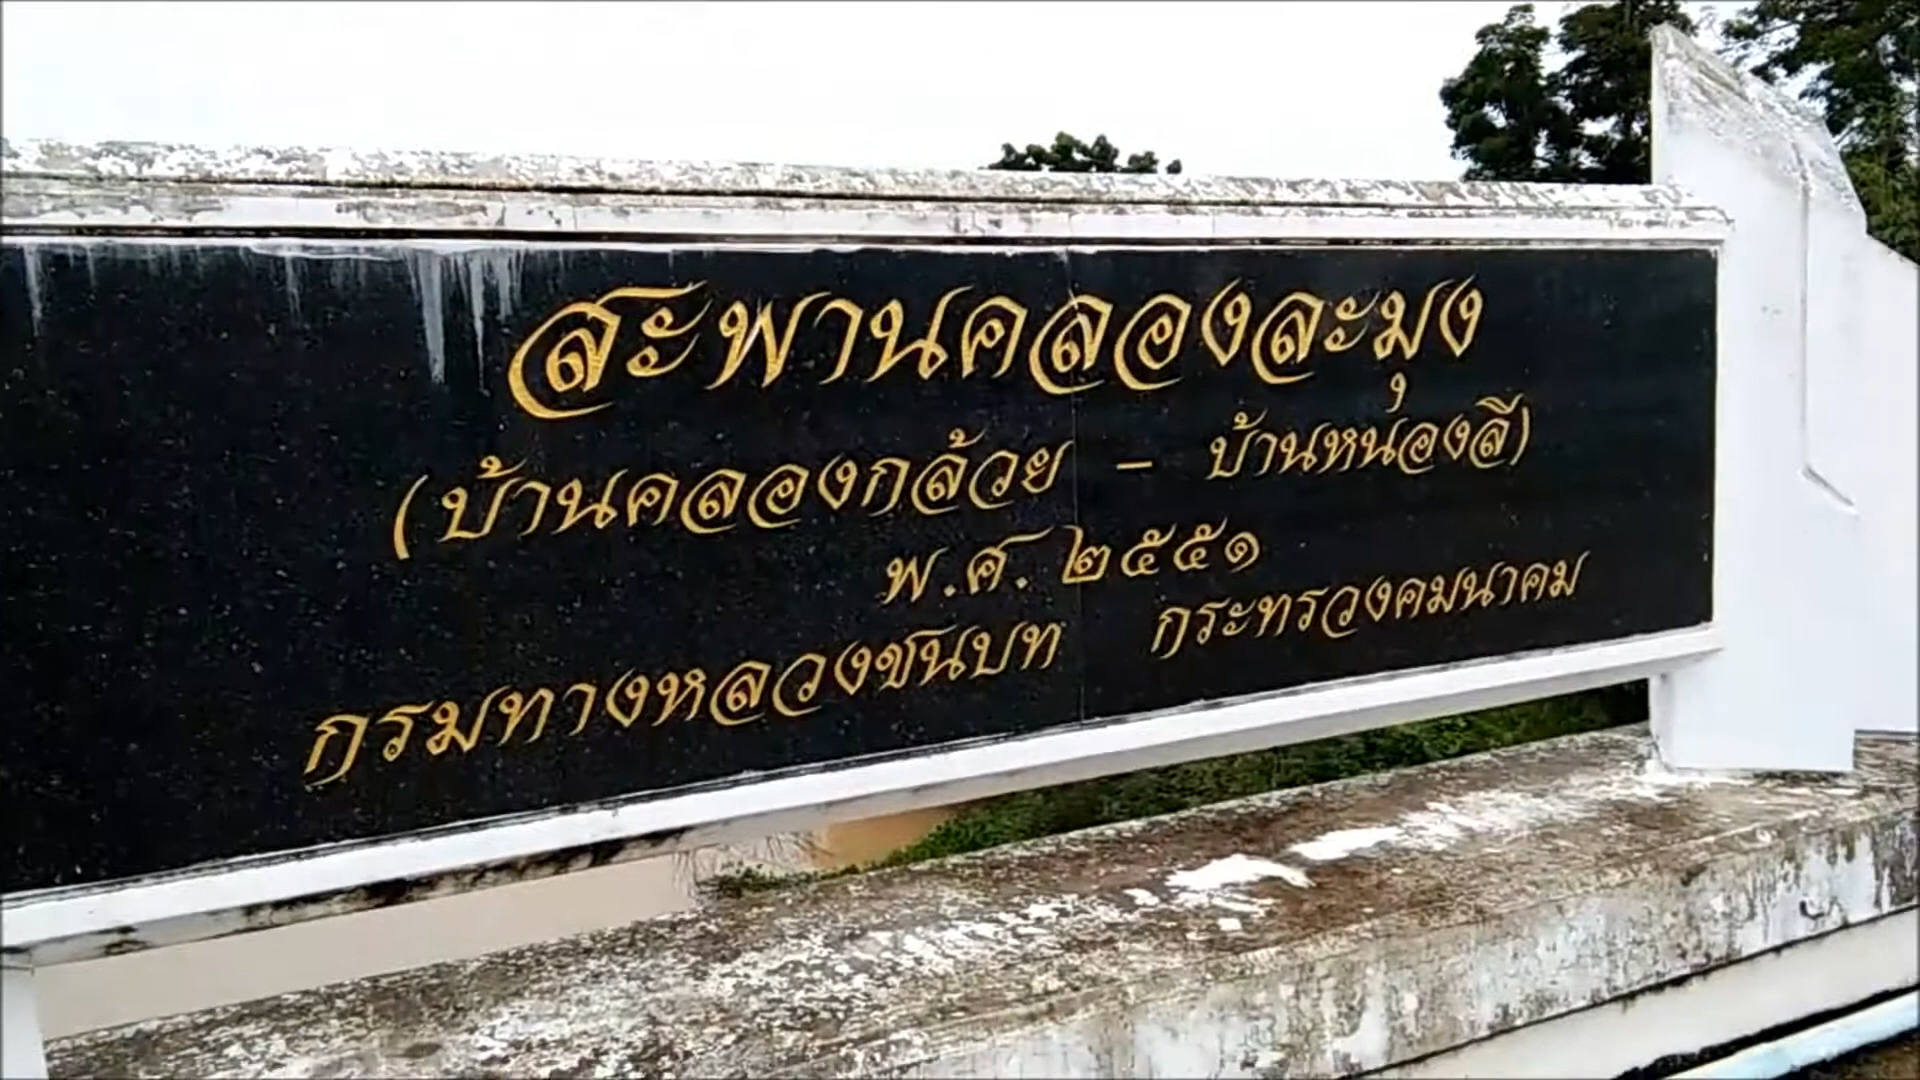 สะพานคลองละมุง
(บ้านคลองกล้วย - บ้านหนองลี)
พ.ศ. ๒๕๕๑
กรมทางหลวงชนบท กระทรวงคมนาคม